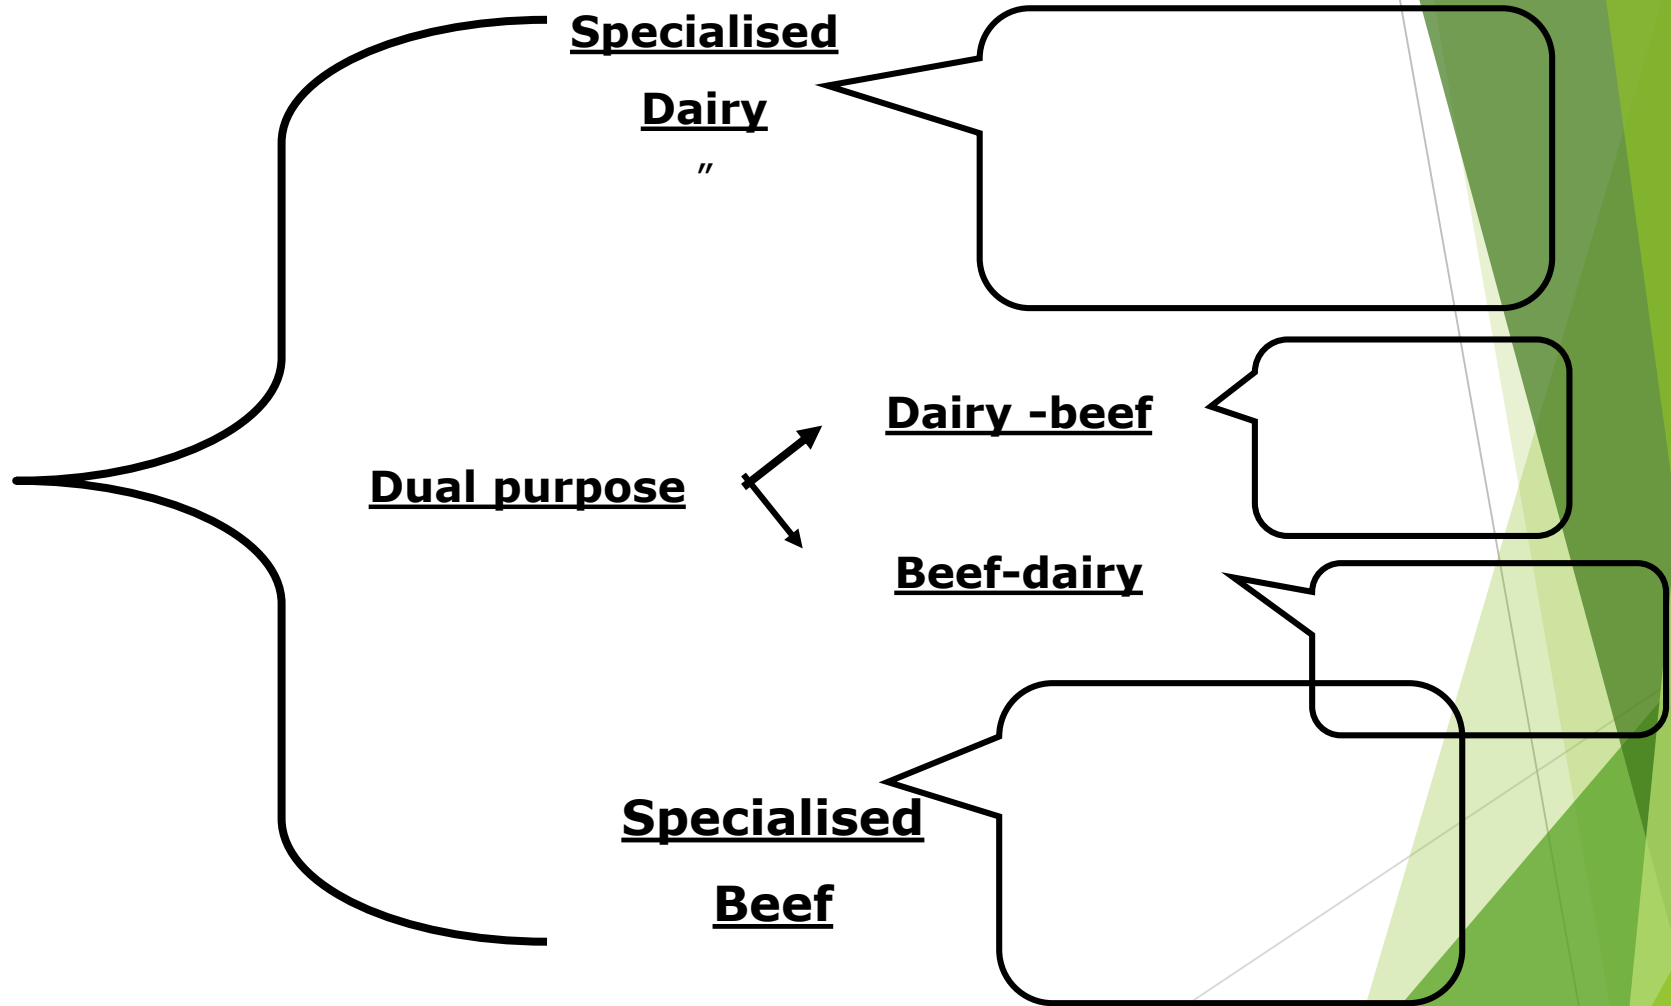 Specialised
Dairy
”
Dairy –beef
Dual purpose
Beef–dairy
Specialised
Beef